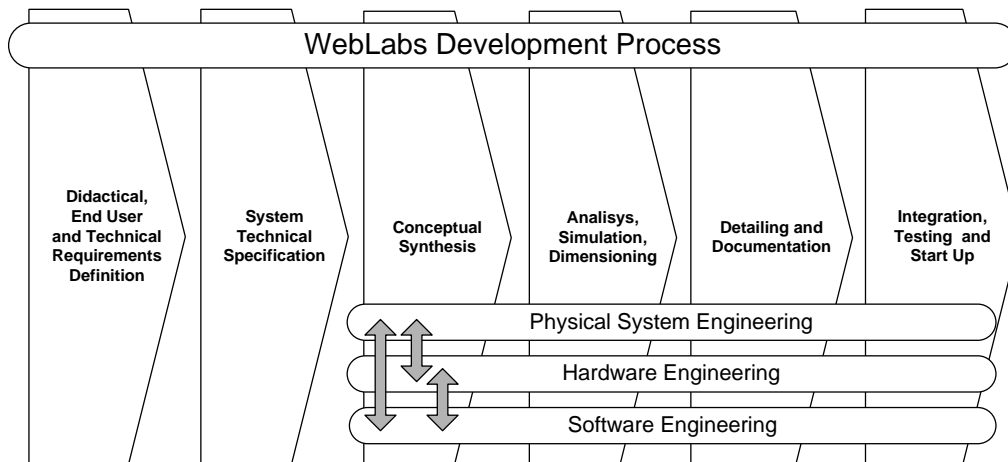 WebLabs Development Process
Didactical,
End User
and Technical
Requirements
Definition
System
Technical
Specification
Conceptual
Synthesis
Analisys,
Simulation,
Dimensioning
Detailing and
Documentation
Integration,
Testing and
Start Up
Physical System Engineering
Hardware Engineering
Software Engineering